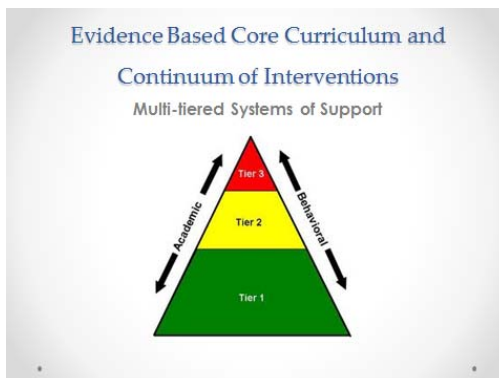 Evidence Based Core Curriculum and
Continuum of Interventions
Multi-tiered Systems of Support
Tier 3
Tier 2
Academic
Behavioral
Tier 1